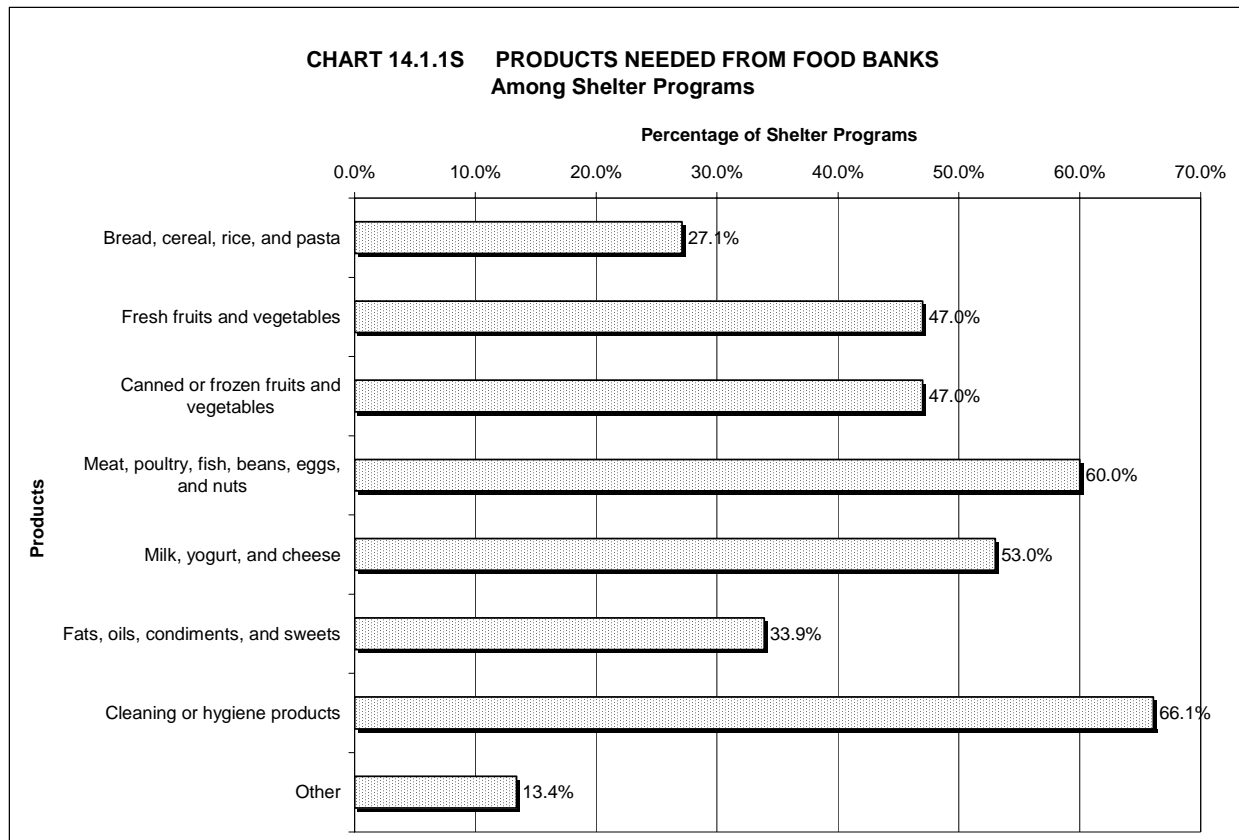 CHART 14.1.1S PRODUCTS NEEDED FROM FOOD BANKS
Among Shelter Programs
Percentage of Shelter Programs
0.0% 10.0% 20.0% 30.0% 40.0% 50.0% 60.0% 70.0%
Products
Bread, cereal, rice, and pasta
27.1%
Fresh fruits and vegetables
47.0%
Canned or frozen fruits and
vegetables
47.0%
Meat, poultry, fish, beans, eggs,
and nuts
60.0%
Milk, yogurt, and cheese
53.0%
Fats, oils, condiments, and sweets
33.9%
Cleaning or hygiene products
66.1%
Other
13.4%